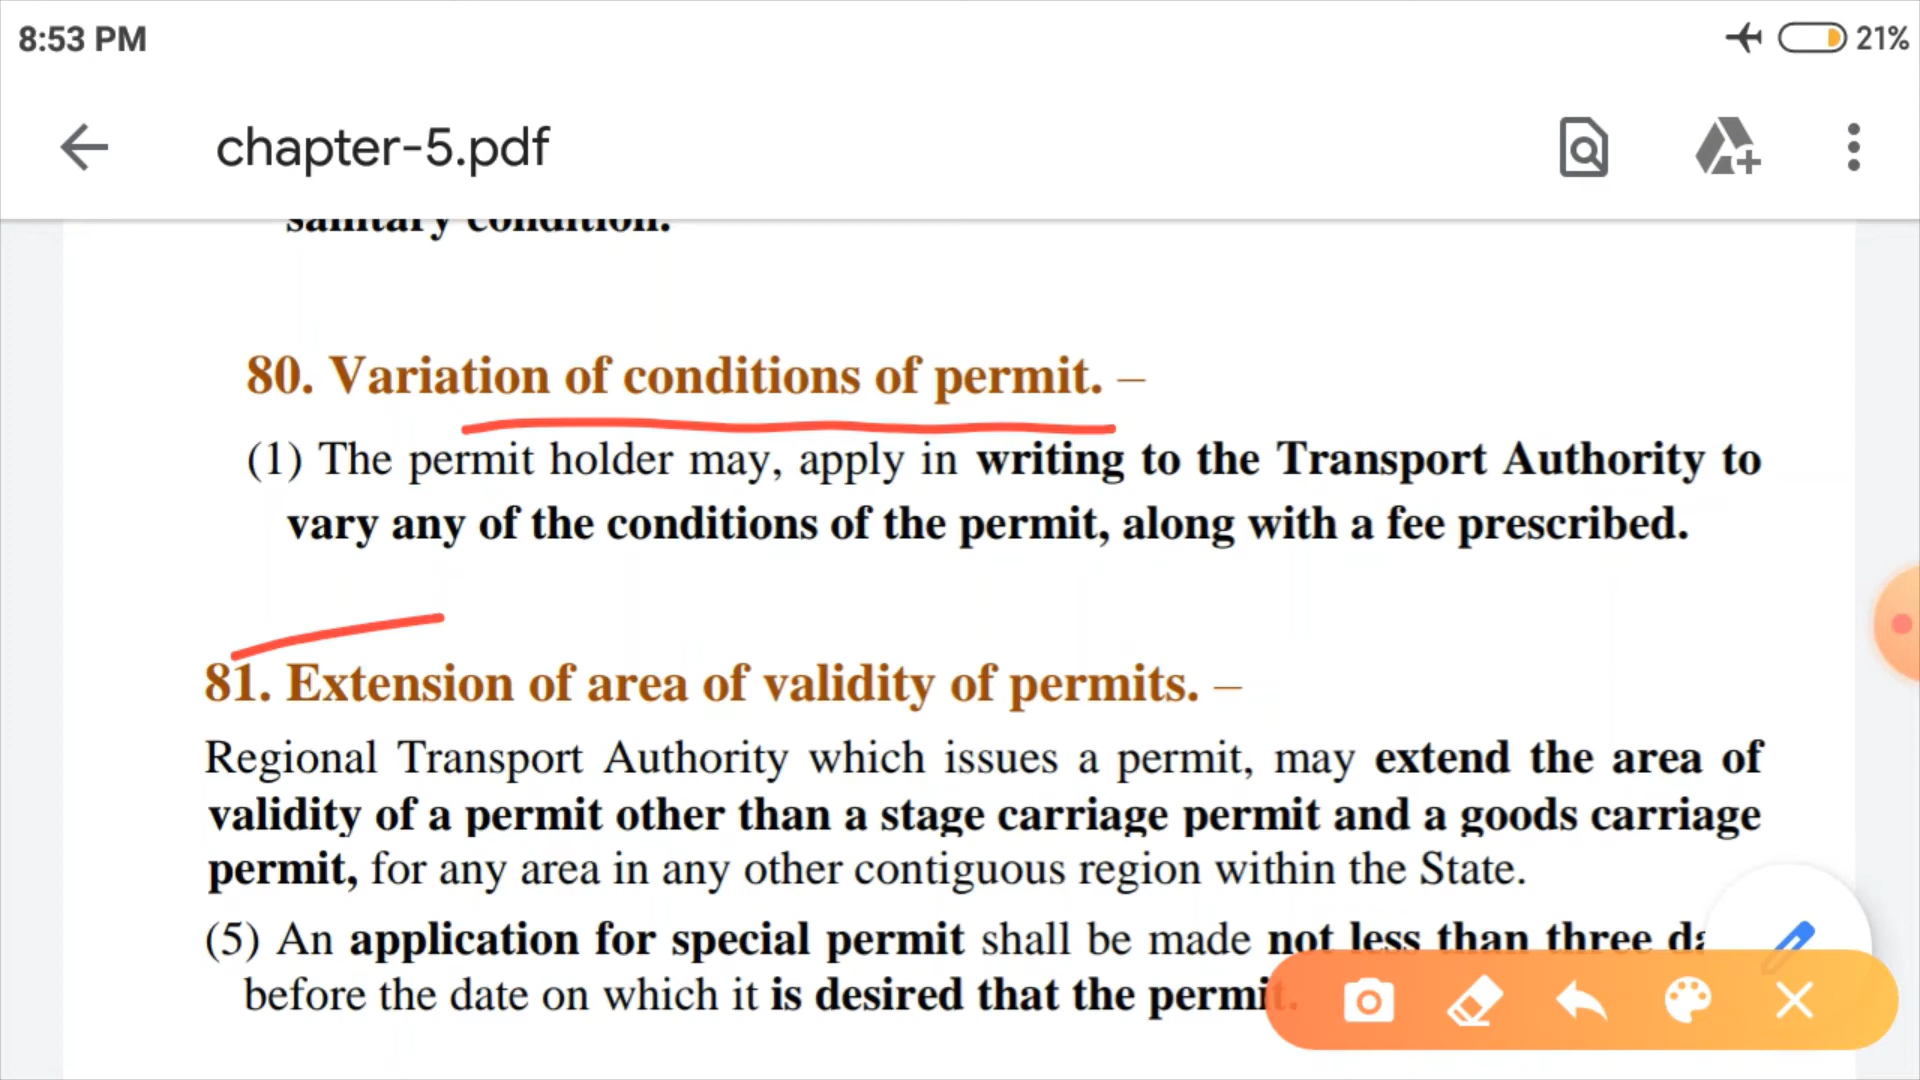 8:53 PM
21%
chapter-5.pdf
sanitary condition.
80. Variation of conditions of permit. –
(1) The permit holder may, apply in writing to the Transport Authority to
vary any of the conditions of the permit, along with a fee prescribed.
81. Extension of area of validity of permits. –
Regional Transport Authority which issues a permit, may extend the area of
validity of a permit other than a stage carriage permit and a goods carriage
permit, for any area in any other contiguous region within the State.
(5) An application for special permit shall be made not less than three
before the date on which it is desired that the permit.